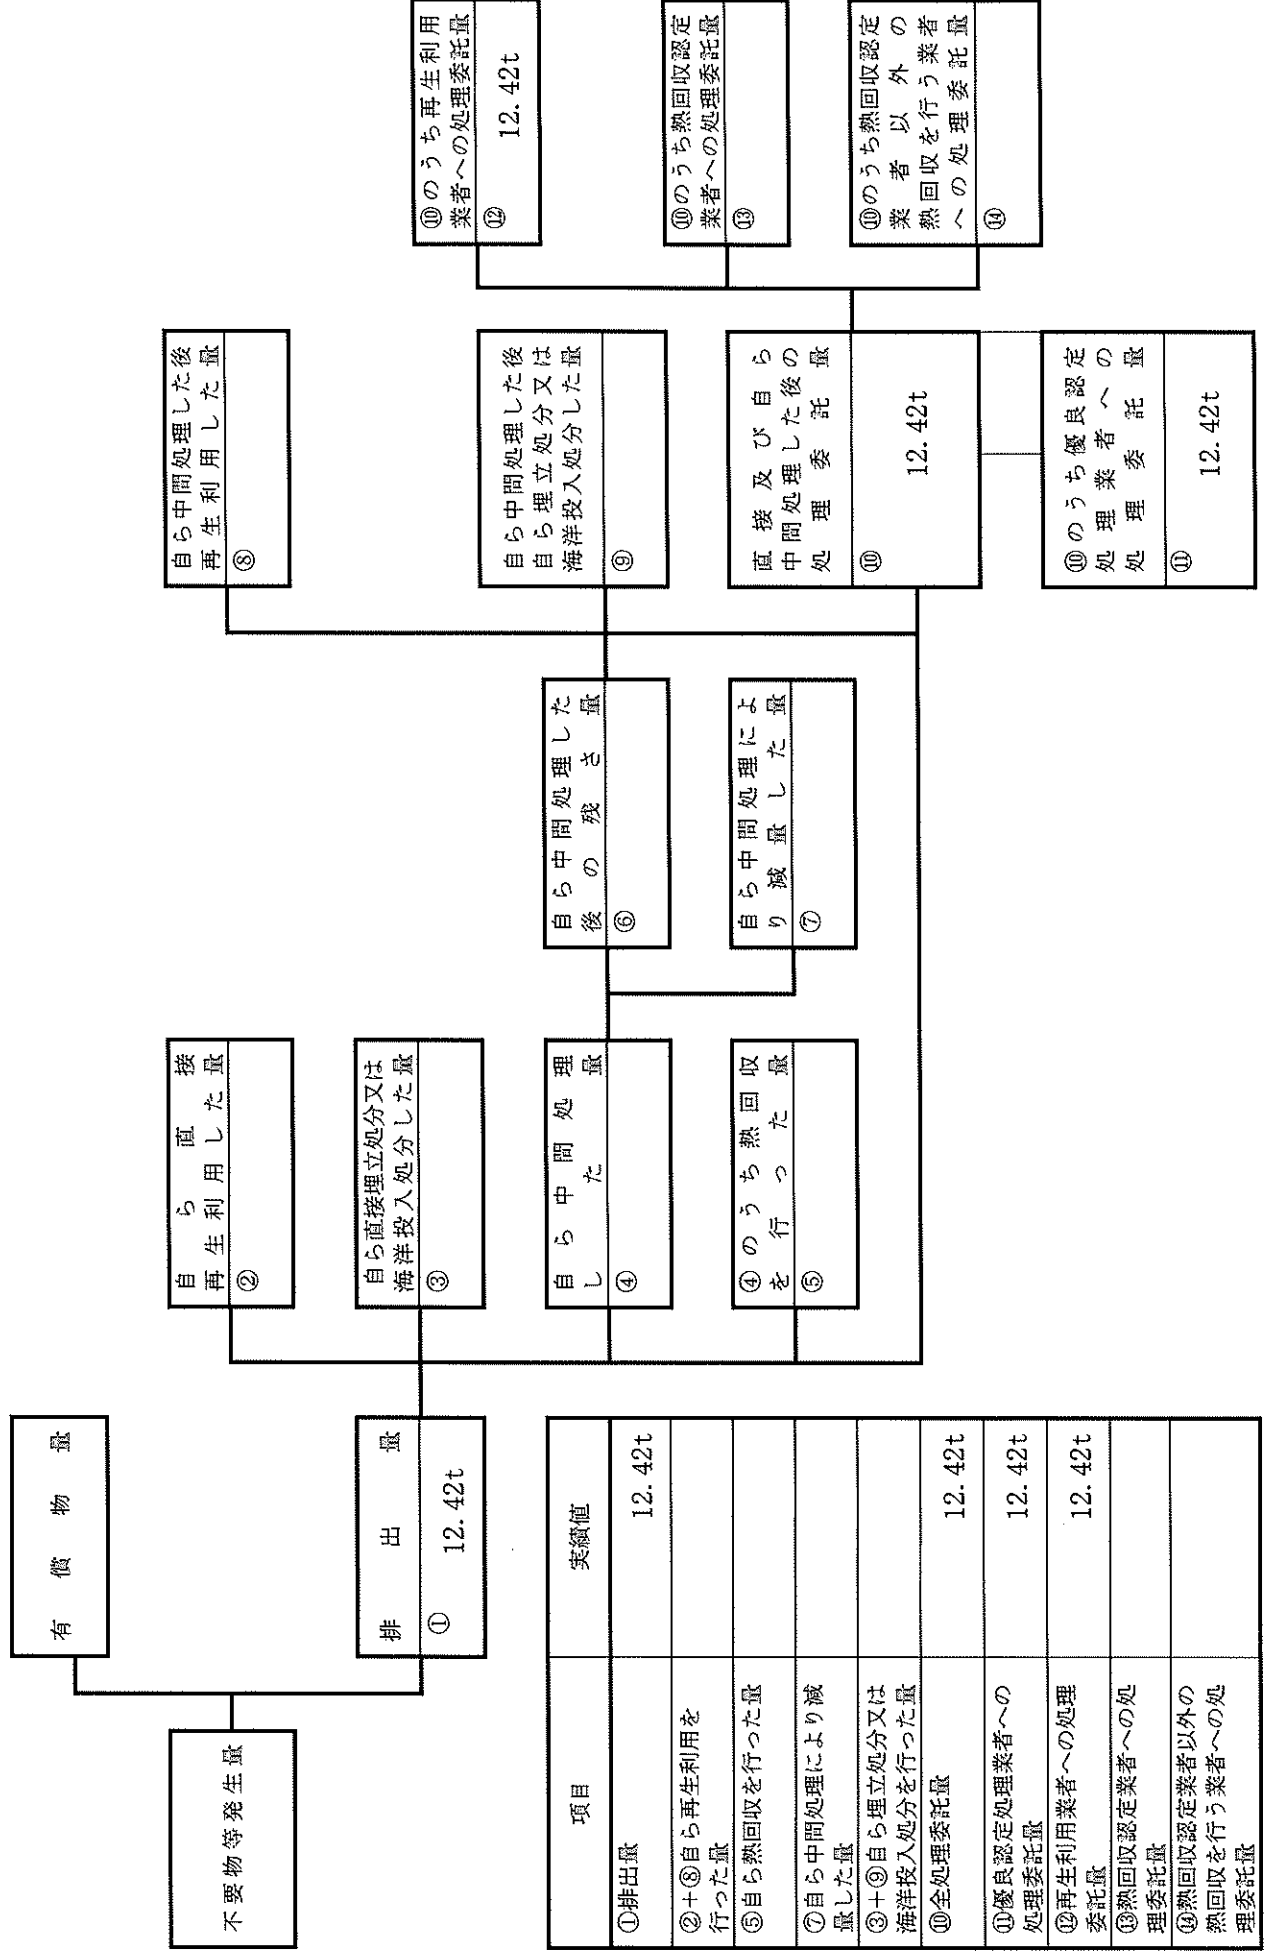 不要物等発生量
有償物量
排出量
① 12.42t
自ら直接
再生利用した量
②
自ら直接埋立処分又は
海洋投入処分した量
③
自ら中間処理
した量
④
④のうち熱回収
を行った量
⑤
自ら中間処理した
後の残さ量
⑥
自ら中間処理によ
り減量した量
⑦
自ら中間処理した後
再生利用した量
⑧
自ら中間処理した後
自ら埋立処分又は
海洋投入処分した量
⑨
直接及び自ら
中間処理した後の
処理委託量
⑩ 12.42t
⑩のうち優良認定
処理業者への
処理委託量
⑪ 12.42t
⑩のうち再生利用
業者への処理委託量
⑫ 12.42t
⑩のうち熱回収認定
業者への処理委託量
⑬
⑩のうち熱回収認定
業者以外の
熱回収を行う業者
への処理委託量
⑭
項目 実績値
①排出量 12.42t
②+⑧自ら再生利用を
行った量
⑤自ら熱回収を行った量
⑦自ら中間処理により減
量した量
③+⑨自ら埋立処分又は
海洋投入処分を行った量
⑩全処理委託量 12.42t
⑪優良認定処理業者への
処理委託量 12.42t
⑫再生利用業者への処理
委託量 12.42t
⑬熱回収認定業者への処
理委託量
⑭熱回収認定業者以外の
熱回収を行う業者への処
理委託量